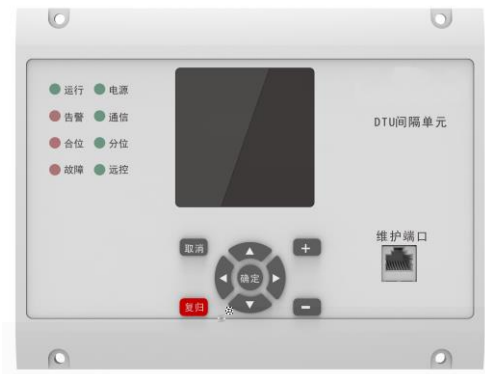 运行 电源
告警 通信
合位 分位
故障 远控
DTU间隔单元
维护端口
取消
+
确定
复归
-